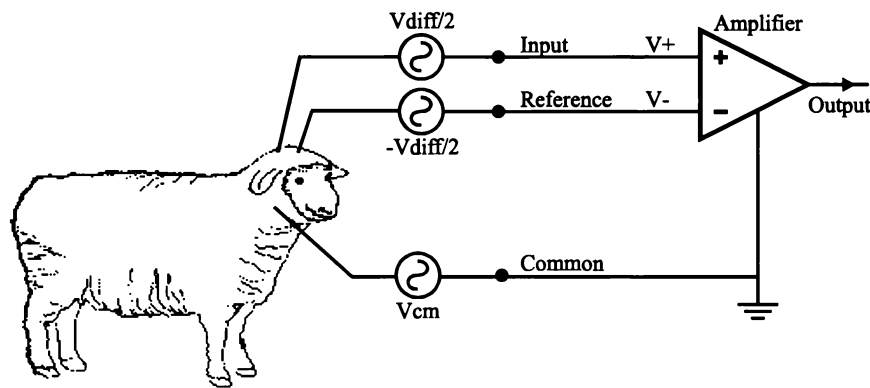 Vdiff/2
Amplifier
Input
V+
+
Reference
V-
-
Output
-Vdiff/2
Common
Vcm